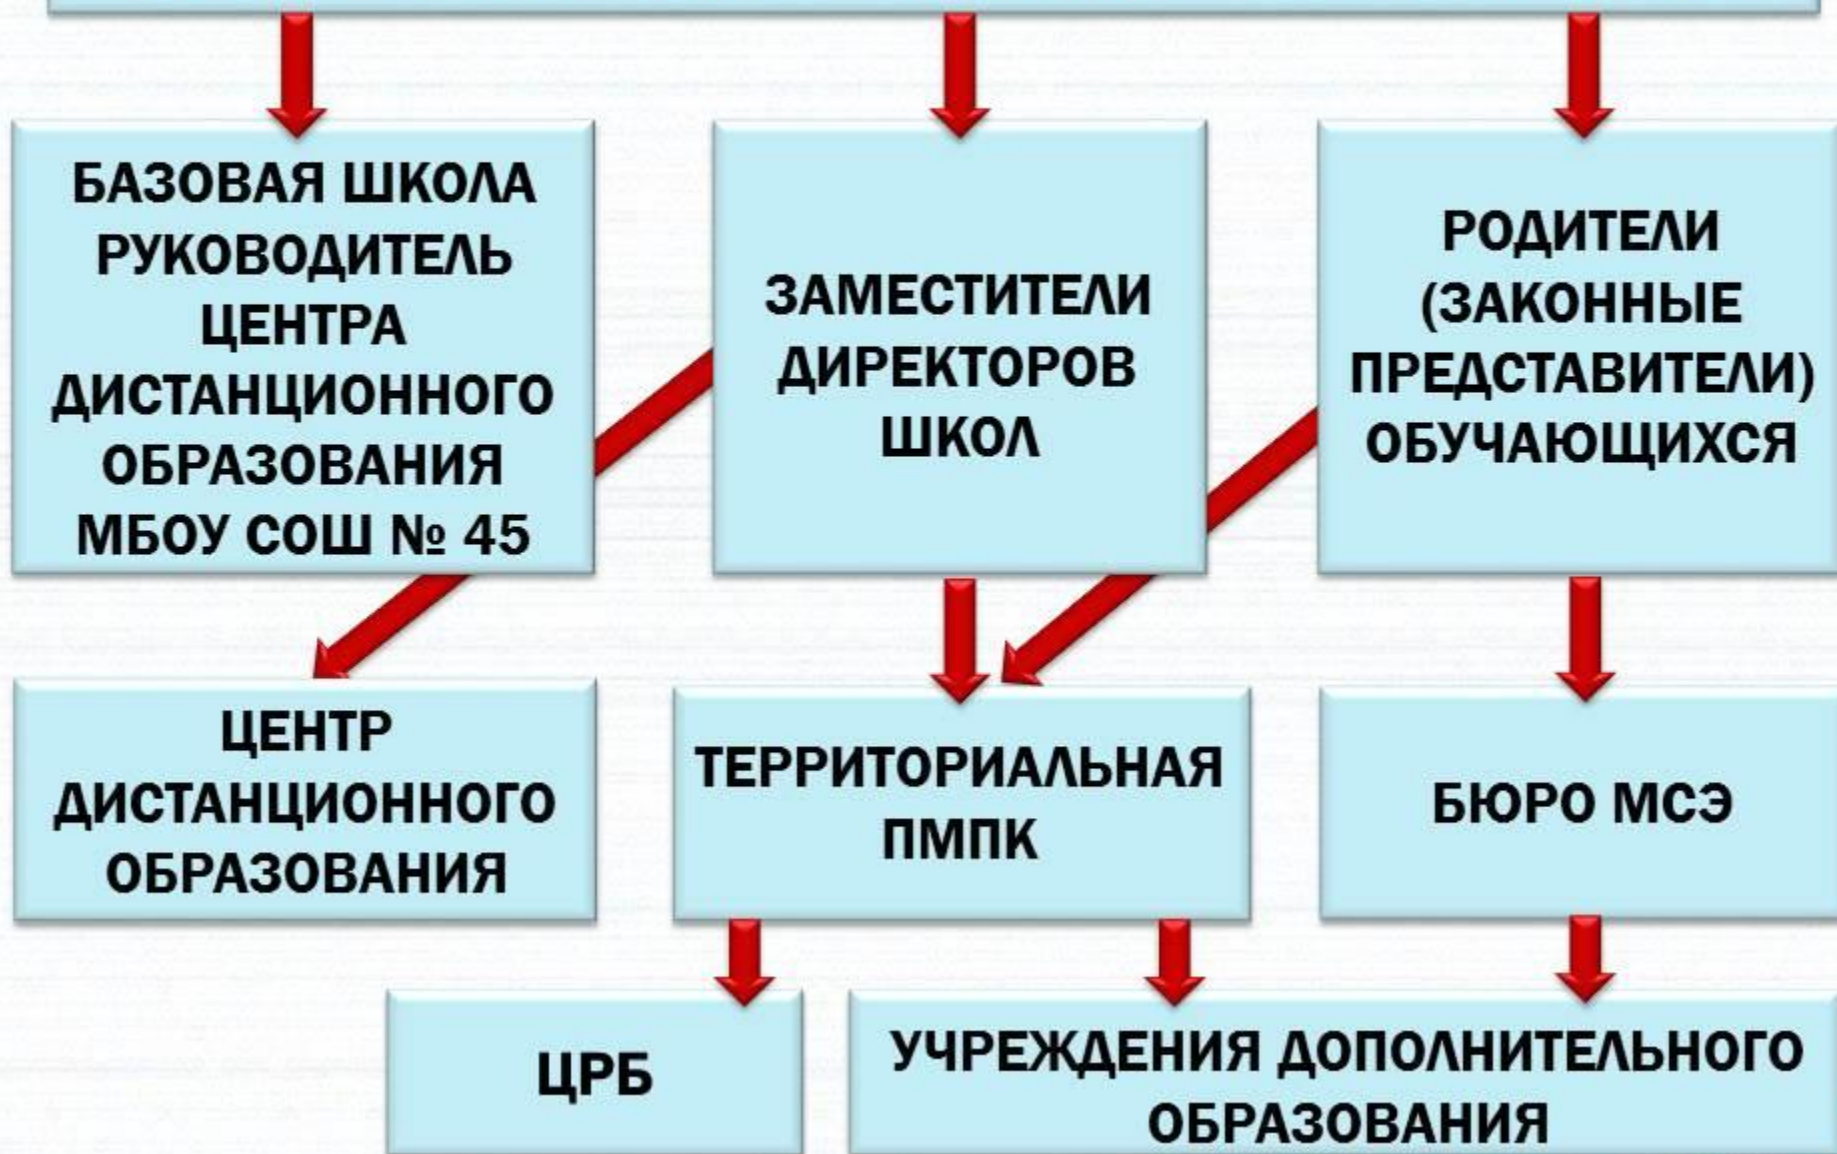 БАЗОВАЯ ШКОЛА
РУКОВОДИТЕЛЬ
ЦЕНТРА
ДИСТАНЦИОННОГО
ОБРАЗОВАНИЯ
МБОУ СОШ № 45
ЗАМЕСТИТЕЛИ
ДИРЕКТОРОВ
ШКОЛ
РОДИТЕЛИ
(ЗАКОННЫЕ
ПРЕДСТАВИТЕЛИ)
ОБУЧАЮЩИХСЯ
ЦЕНТР
ДИСТАНЦИОННОГО
ОБРАЗОВАНИЯ
ТЕРРИТОРИАЛЬНАЯ
ПМПК
БЮРО МСЭ
ЦРБ
УЧРЕЖДЕНИЯ ДОПОЛНИТЕЛЬНОГО
ОБРАЗОВАНИЯ